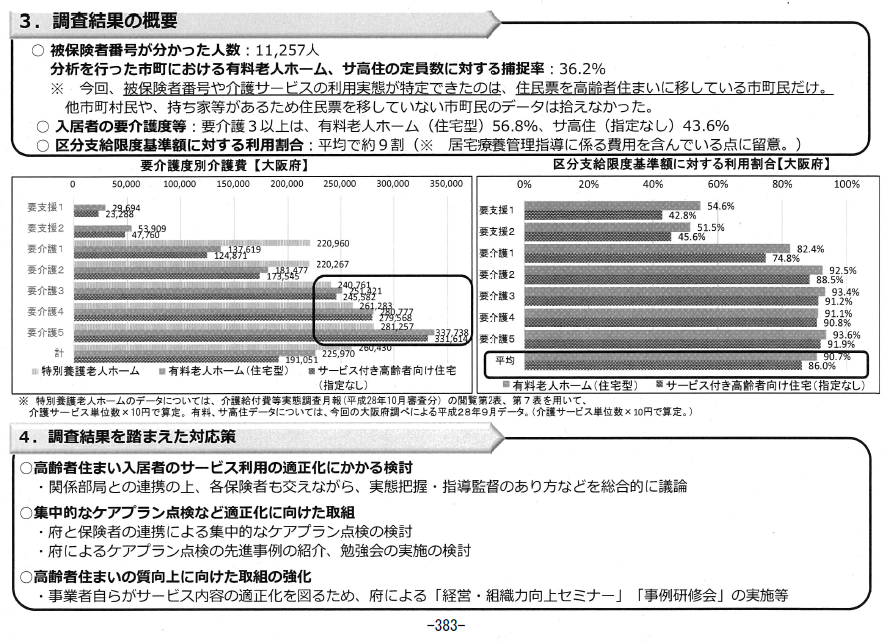 ３．調査結果の概要
○ 被保険者番号が分かった人数：11,257人
分析を行った市町における有料老人ホーム、サ高住の定員数に対する捕捉率：36.2%
※　今回、被保険者番号や介護サービスの利用実態が特定できたのは、住民票を高齢者住まいに移している市町民だけ。
他市町村民や、持ち家等があるため住民票を移していない市町民のデータは拾えなかった。
○ 入居者の要介護度等：要介護３以上は、有料老人ホーム（住宅型）56.8%、サ高住（指定なし）43.6%
○ 区分支給限度基準額に対する利用割合：平均で約９割（※　居宅療養管理指導に係る費用を含んでいる点に留意。）
要介護度別介護費【大阪府】
0 50,000 100,000 150,000 200,000 250,000 300,000 350,000
要支援1
29,694
23,288
要支援2
53,909
47,760
要介護1
220,960
137,619
124,871
要介護2
220,267
181,477
173,545
要介護3
240,761
251,821
245,582
要介護4
261,283
280,777
279,568
要介護5
281,257
337,738
331,614
計
260,430
225,970
191,051
特別養護老人ホーム 有料老人ホーム（住宅型） サービス付き高齢者向け住宅
（指定なし）
区分支給限度基準額に対する利用割合【大阪府】
0% 20% 40% 60% 80% 100%
要支援1
54.6%
42.8%
要支援2
51.5%
45.6%
要介護1
82.4%
74.8%
要介護2
92.5%
88.5%
要介護3
93.4%
91.2%
要介護4
91.1%
90.8%
要介護5
93.6%
91.9%
平均
90.7%
86.0%
有料老人ホーム（住宅型） サービス付き高齢者向け住宅（指定なし）
※ 特別養護老人ホームのデータについては、介護給付費等実態調査月報（平成28年10月審査分）の閲覧第2表、第７表を用いて、
介護サービス単位数×10円で算定。有料、サ高住データについては、今回の大阪府調べによる平成28年９月データ。（介護サービス単位数×10円で算定。）
４．調査結果を踏まえた対応策
○高齢者住まい入居者のサービス利用の適正化にかかる検討
・関係部局との連携の上、各保険者も交えながら、実態把握・指導監督のあり方などを総合的に議論
○集中的なケアプラン点検など適正化に向けた取組
・府と保険者の連携による集中的なケアプラン点検の検討
・府によるケアプラン点検の先進事例の紹介、勉強会の実施の検討
○高齢者住まいの質向上に向けた取組の強化
・事業者自らがサービス内容の適正化を図るため、府による「経営・組織力向上セミナー」「事例研修会」の実施等
-383-